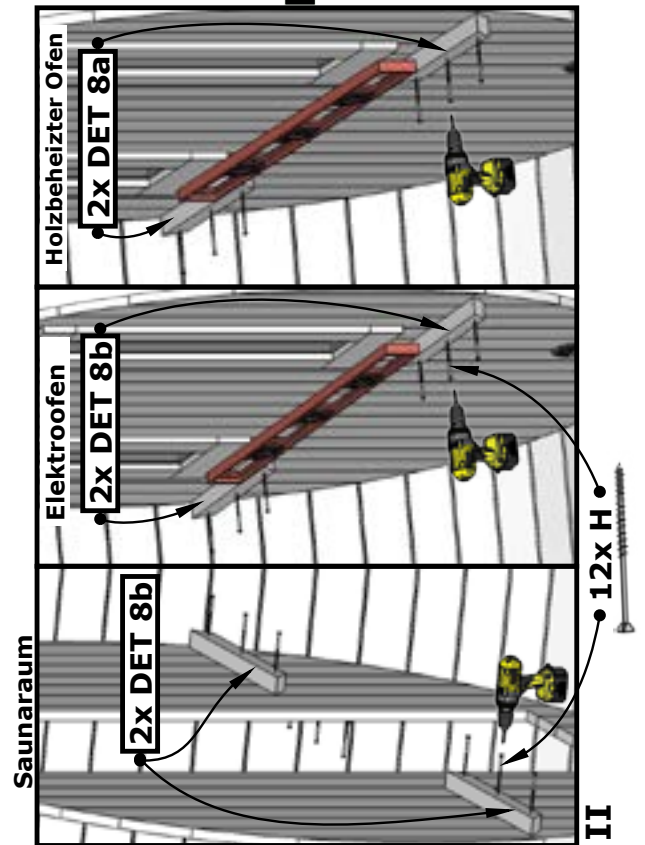 Saunaraum
2x DET 8b
Elektroofen
2x DET 8b
Holzbeheizter Ofen
2x DET 8a
12x H
II